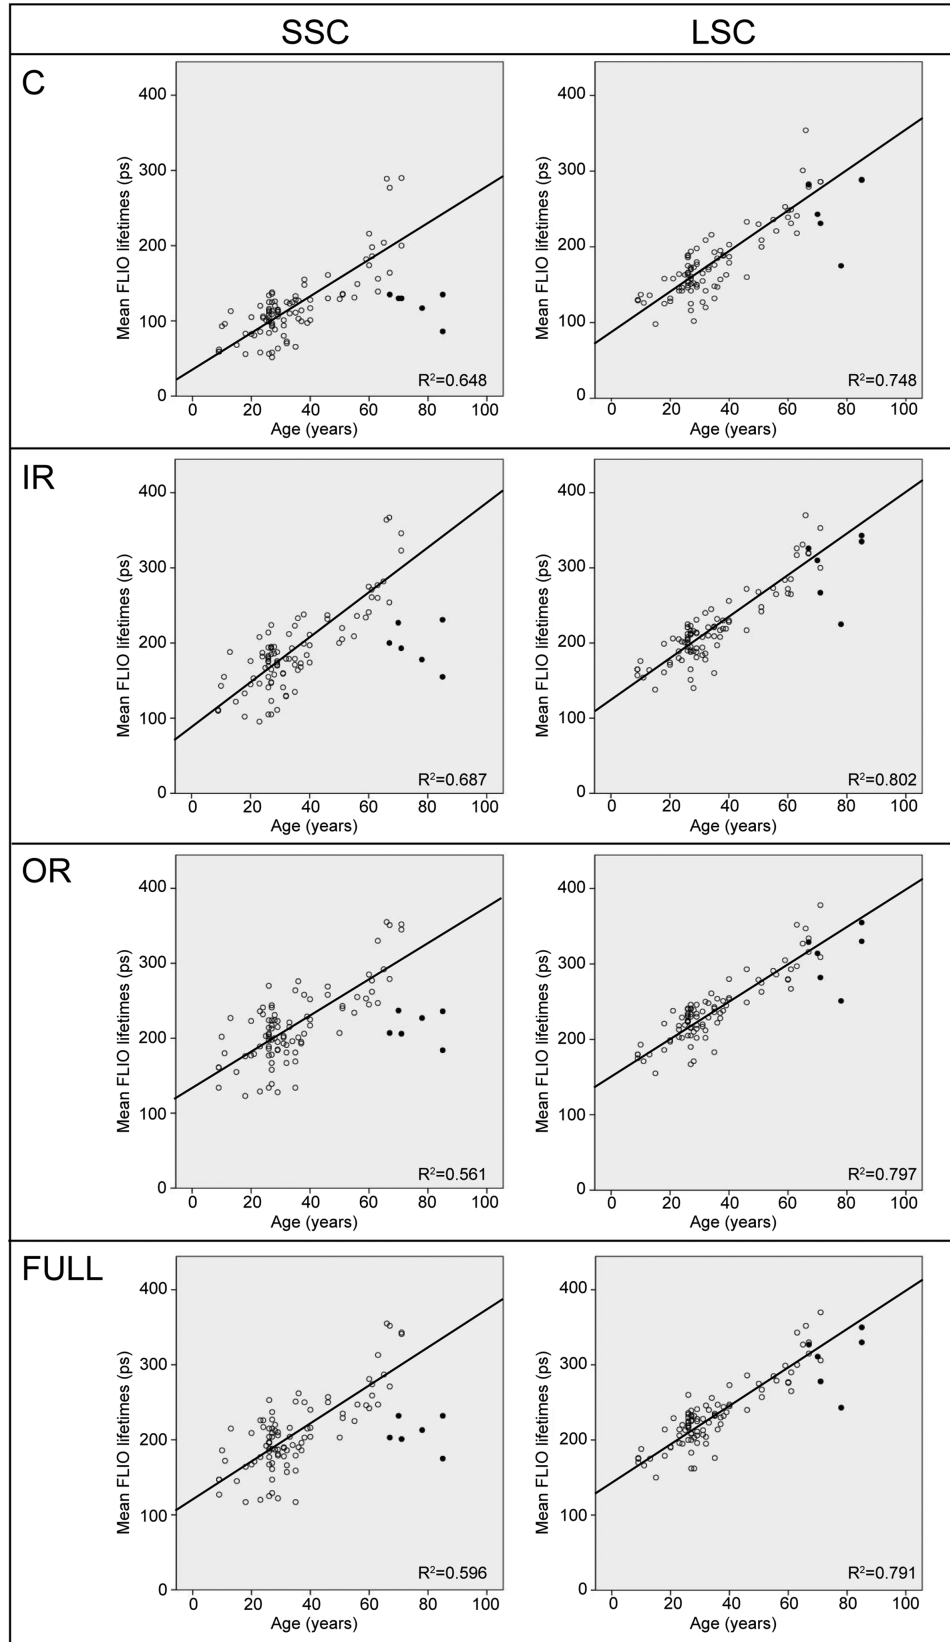 SSC LSC
C
400
300
200
100
0
Mean FLIO lifetimes (ps)
R²=0.648
0 20 40 60 80 100
Age (years)
400
300
200
100
0
Mean FLIO lifetimes (ps)
R²=0.748
0 20 40 60 80 100
Age (years)
IR
400
300
200
100
0
Mean FLIO lifetimes (ps)
R²=0.687
0 20 40 60 80 100
Age (years)
400
300
200
100
0
Mean FLIO lifetimes (ps)
R²=0.802
0 20 40 60 80 100
Age (years)
OR
400
300
200
100
0
Mean FLIO lifetimes (ps)
R²=0.561
0 20 40 60 80 100
Age (years)
400
300
200
100
0
Mean FLIO lifetimes (ps)
R²=0.797
0 20 40 60 80 100
Age (years)
FULL
400
300
200
100
0
Mean FLIO lifetimes (ps)
R²=0.596
0 20 40 60 80 100
Age (years)
400
300
200
100
0
Mean FLIO lifetimes (ps)
R²=0.791
0 20 40 60 80 100
Age (years)